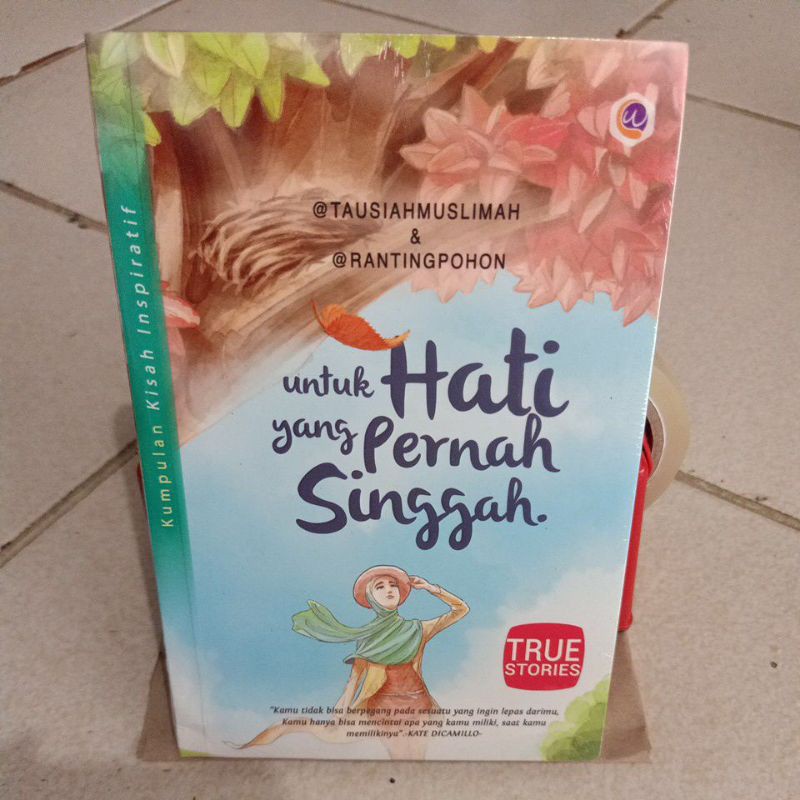 Kumpulan Kisah Inspiratif
@TAUSIAHMUSLIMAH
&
@RANTINGPOHON
untuk Hati
yang Pernah
Singgah.
TRUE
STORIES
"Kamu tidak bisa berpegang pada sesuatu yang ingin lepas darimu,
Kamu hanya bisa mencintai apa yang kamu miliki, saat kamu
memilikinya".-KATE DICAMILLO-